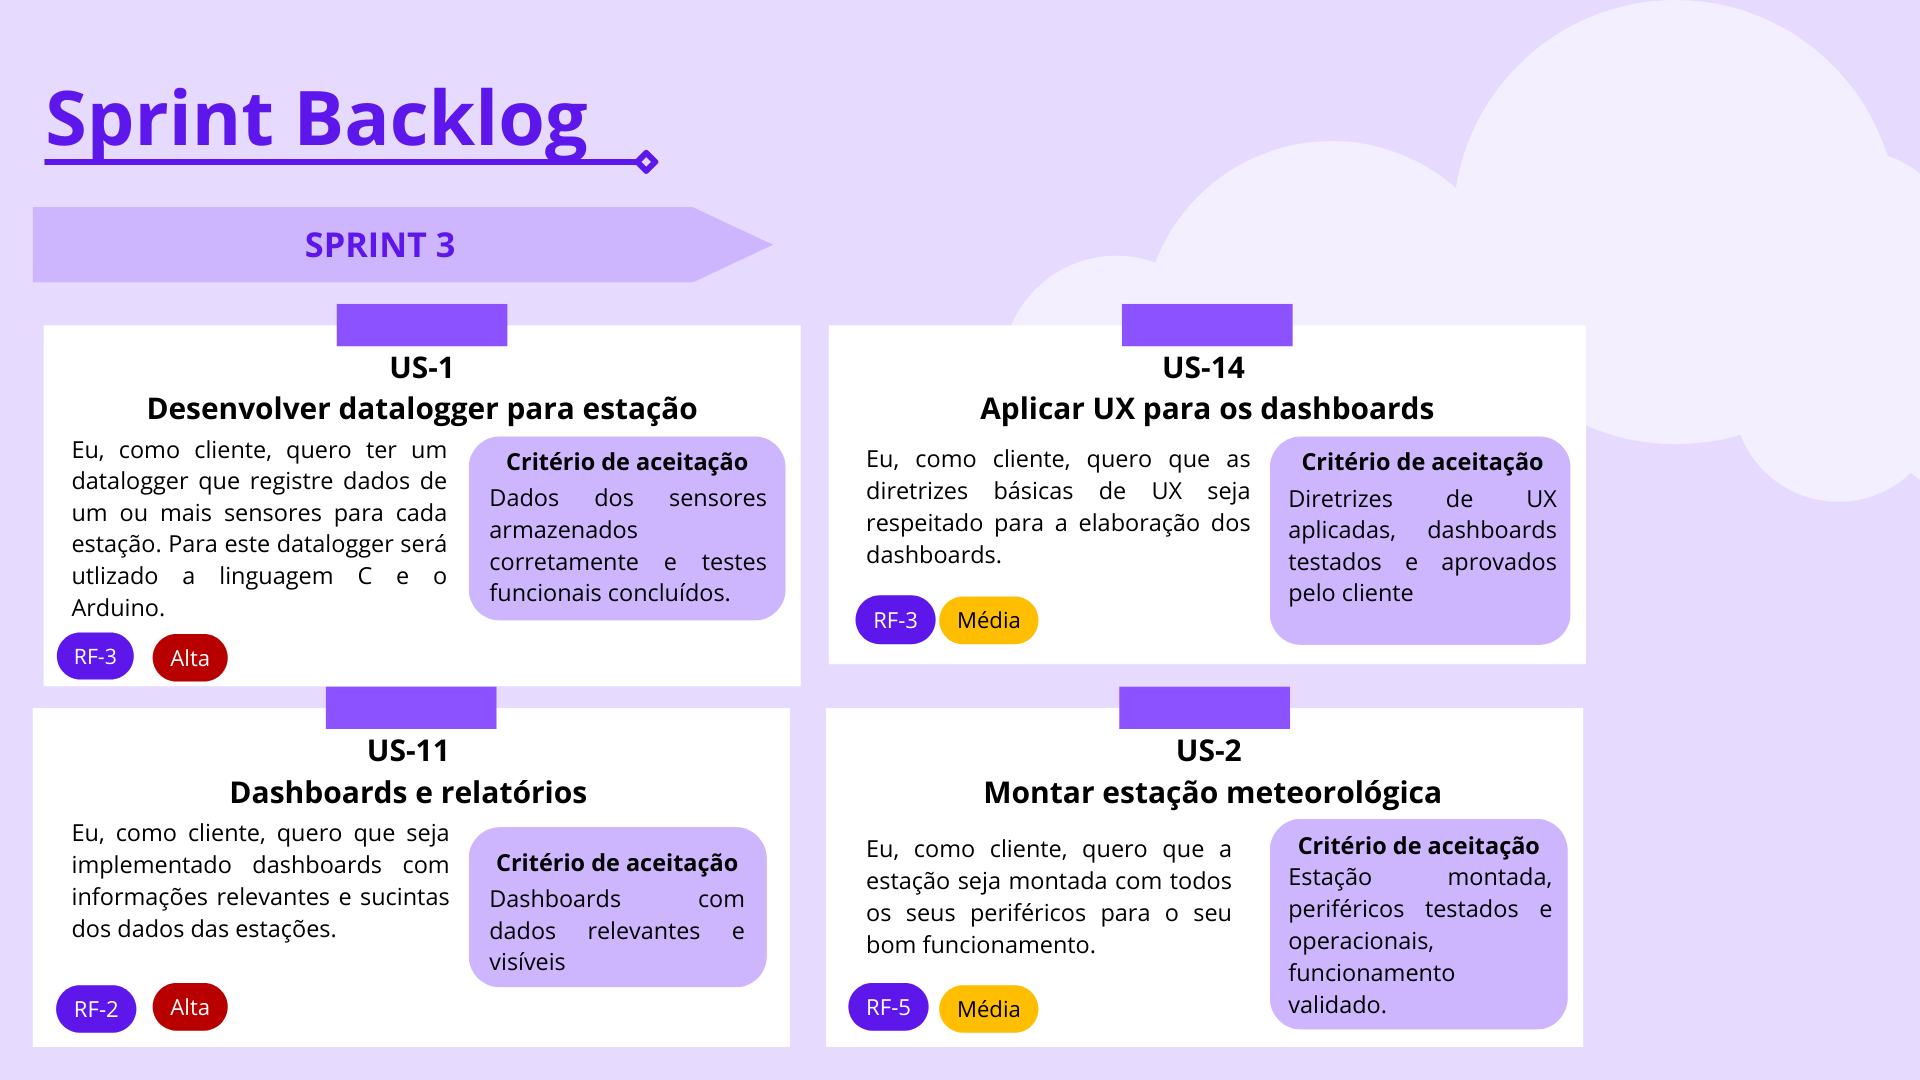 Sprint Backlog
SPRINT 3
US-1
Desenvolver datalogger para estação
Eu, como cliente, quero ter um
datalogger que registre dados de
um ou mais sensores para cada
estação. Para este datalogger será
utlizado a linguagem C e o
Arduino.
Critério de aceitação
Dados dos sensores
armazenados
corretamente e testes
funcionais concluídos.
RF-3
Alta
US-14
Aplicar UX para os dashboards
Eu, como cliente, quero que as
diretrizes básicas de UX seja
respeitado para a elaboração dos
dashboards.
Critério de aceitação
Diretrizes de UX
aplicadas, dashboards
testados e aprovados
pelo cliente
RF-3
Média
US-11
Dashboards e relatórios
Eu, como cliente, quero que seja
implementado dashboards com
informações relevantes e sucintas
dos dados das estações.
Critério de aceitação
Dashboards com
dados relevantes e
visíveis
RF-2
Alta
US-2
Montar estação meteorológica
Eu, como cliente, quero que a
estação seja montada com todos
os seus periféricos para o seu
bom funcionamento.
Critério de aceitação
Estação montada,
periféricos testados e
operacionais,
funcionamento
validado.
RF-5
Média